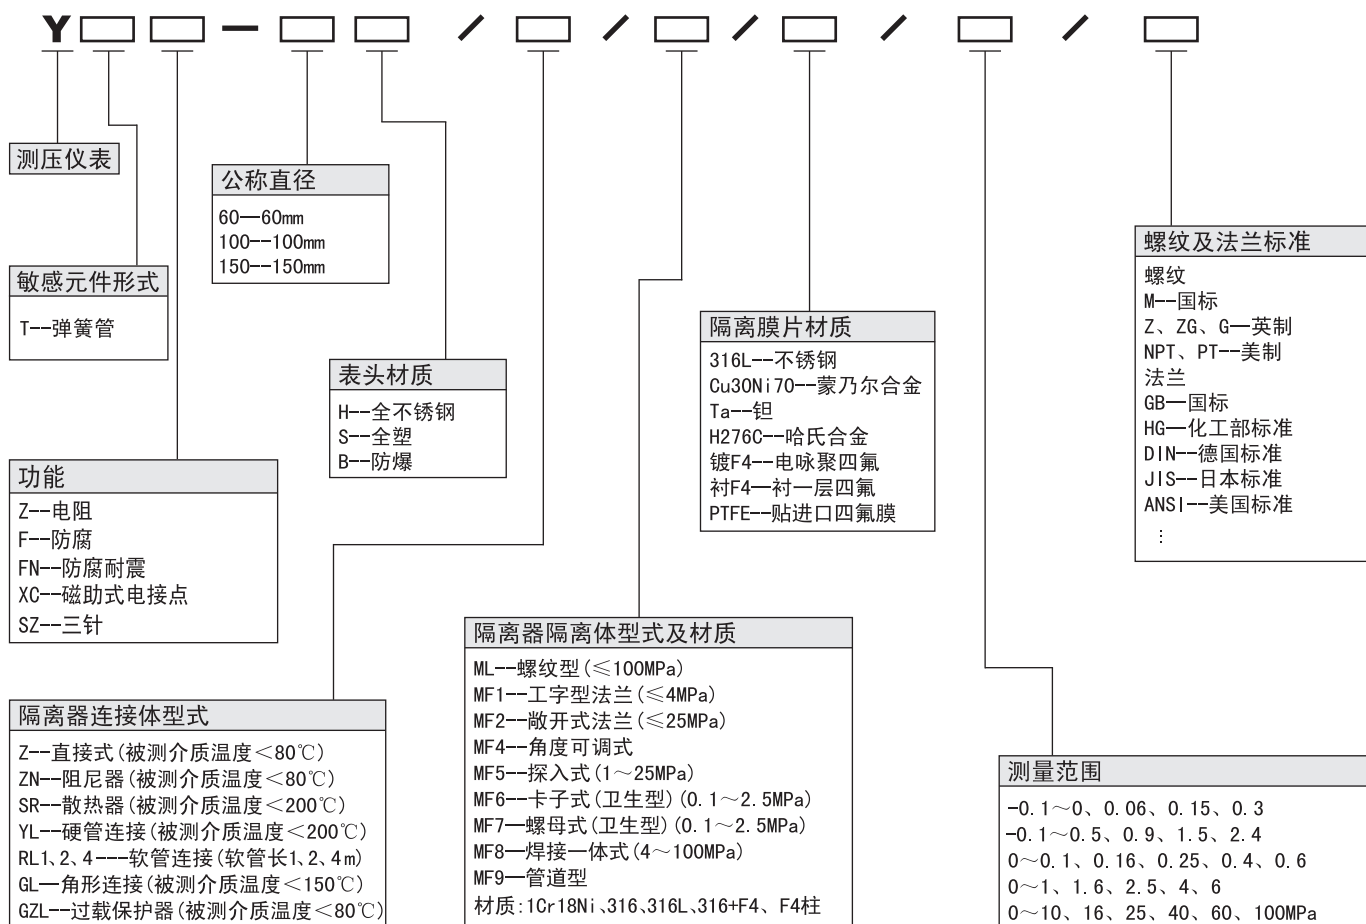 Y□□—□□/□/□/□/□/□
测压仪表
敏感元件形式
T--弹簧管
功能
Z--电阻
F--防腐
FN--防腐耐震
XC--磁助式电接点
SZ--三针
公称直径
60—60mm
100--100mm
150--150mm
表头材质
H--全不锈钢
S--全塑
B--防爆
隔离器连接体型式
Z--直接式(被测介质温度＜80℃)
ZN--阻尼器(被测介质温度＜80℃)
SR--散热器(被测介质温度＜200℃)
YL--硬管连接(被测介质温度＜200℃)
RL1、2、4---软管连接(软管长1、2、4m)
GL—角形连接(被测介质温度＜150℃)
GZL--过载保护器(被测介质温度＜80℃)
隔离器隔离体型式及材质
ML--螺纹型(≤100MPa)
MF1--工字型法兰(≤4MPa)
MF2--敞开式法兰(≤25MPa)
MF4--角度可调式
MF5--探入式(1～25MPa)
MF6--卡子式(卫生型)(0.1～2.5MPa)
MF7—螺母式(卫生型)(0.1～2.5MPa)
MF8—焊接一体式(4～100MPa)
MF9—管道型
材质:1Cr18Ni、316、316L、316+F4、F4柱
隔离膜片材质
316L--不锈钢
Cu30Ni70--蒙乃尔合金
Ta--钽
H276C--哈氏合金
镀F4--电咏聚四氟
衬F4—衬一层四氟
PTFE--贴进口四氟膜
测量范围
-0.1～0、0.06、0.15、0.3
-0.1～0.5、0.9、1.5、2.4
0～0.1、0.16、0.25、0.4、0.6
0～1、1.6、2.5、4、6
0～10、16、25、40、60、100MPa
螺纹及法兰标准
螺纹
M--国标
Z、ZG、G—英制
NPT、PT--美制
法兰
GB—国标
HG—化工部标准
DIN--德国标准
JIS--日本标准
ANSI--美国标准
⋮